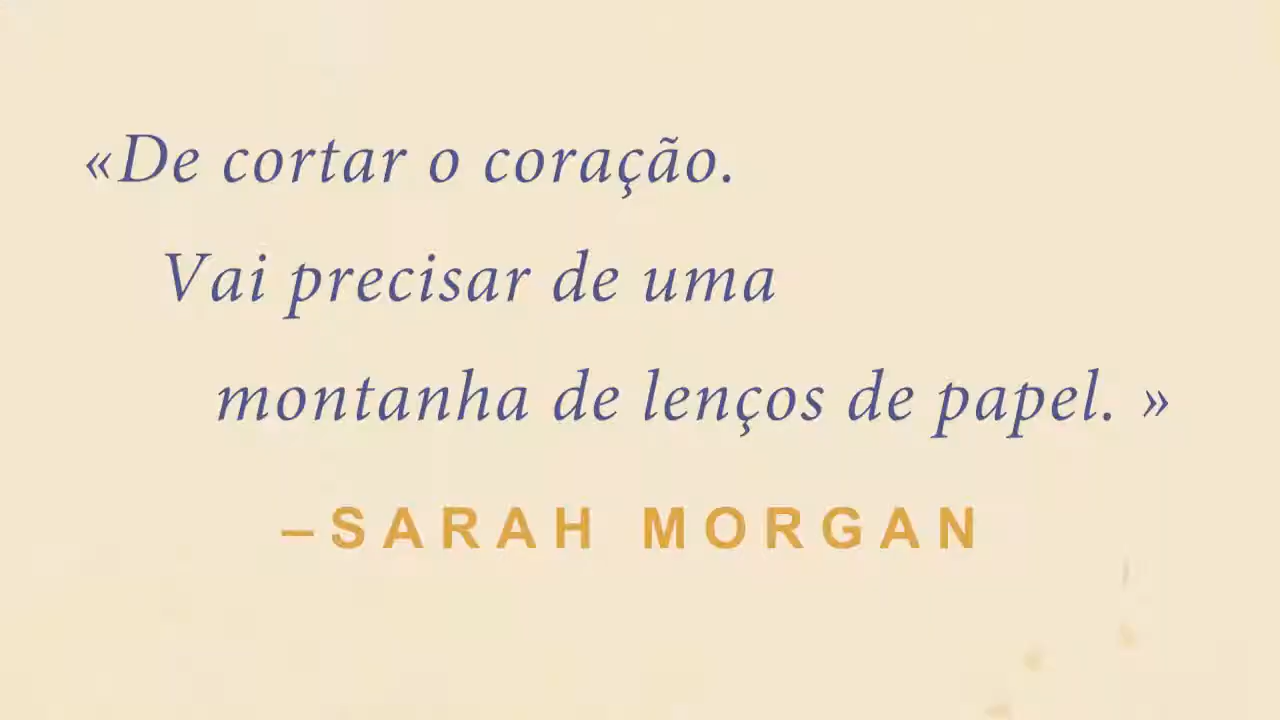 «De cortar o coração.
Vai precisar de uma
montanha de lenços de papel. »
–SARAH MORGAN